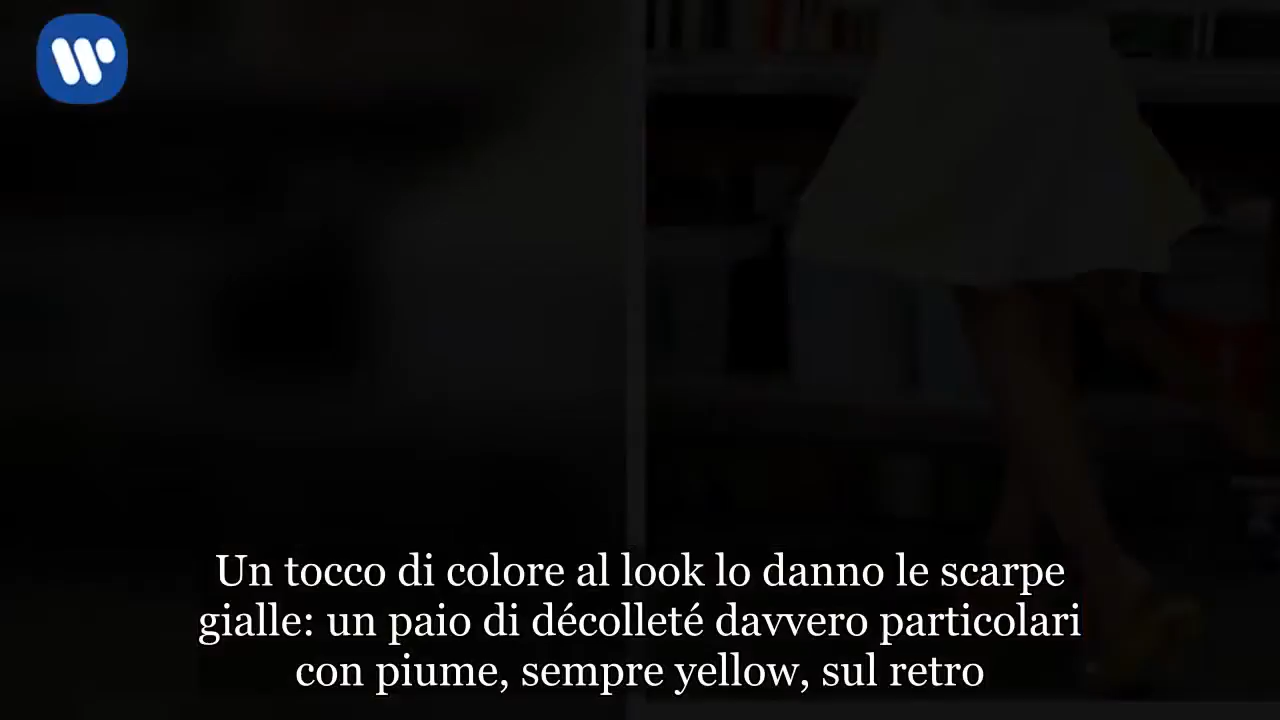 Un tocco di colore al look lo danno le scarpe
gialle: un paio di décolleté davvero particolari
con piume, sempre yellow, sul retro